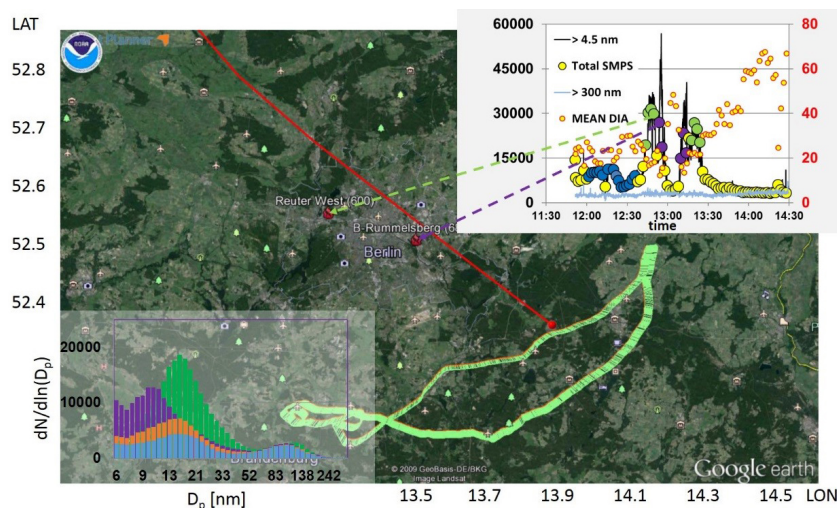 LAT
NOAA
Planner
52.8
52.7
52.6
52.5
52.4
Reuter West (600)
B-Rummelsberg (6
Berlin
60000
45000
30000
15000
0
80
60
40
20
0
> 4.5 nm
Total SMPS
> 300 nm
MEAN DIA
11:30 12:00 12:30 13:00 13:30 14:00 14:30
time
20000
10000
0
dN/dln(Dp)
Brandenburg
6 9 13 21 33 52 83 138 242
Dp [nm]
© 2009 GeoBasis-DE/BKG
Image Landsat
Google earth
13.5 13.7 13.9 14.1 14.3 14.5 LON